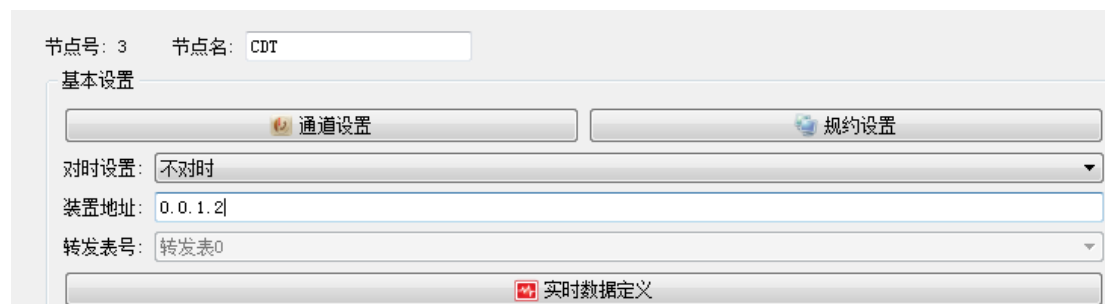 节点号: 3 节点名: CDT
基本设置
通道设置 规约设置
对时设置: 不对时
装置地址: 0.0.1.2
转发表号: 转发表0
实时数据定义